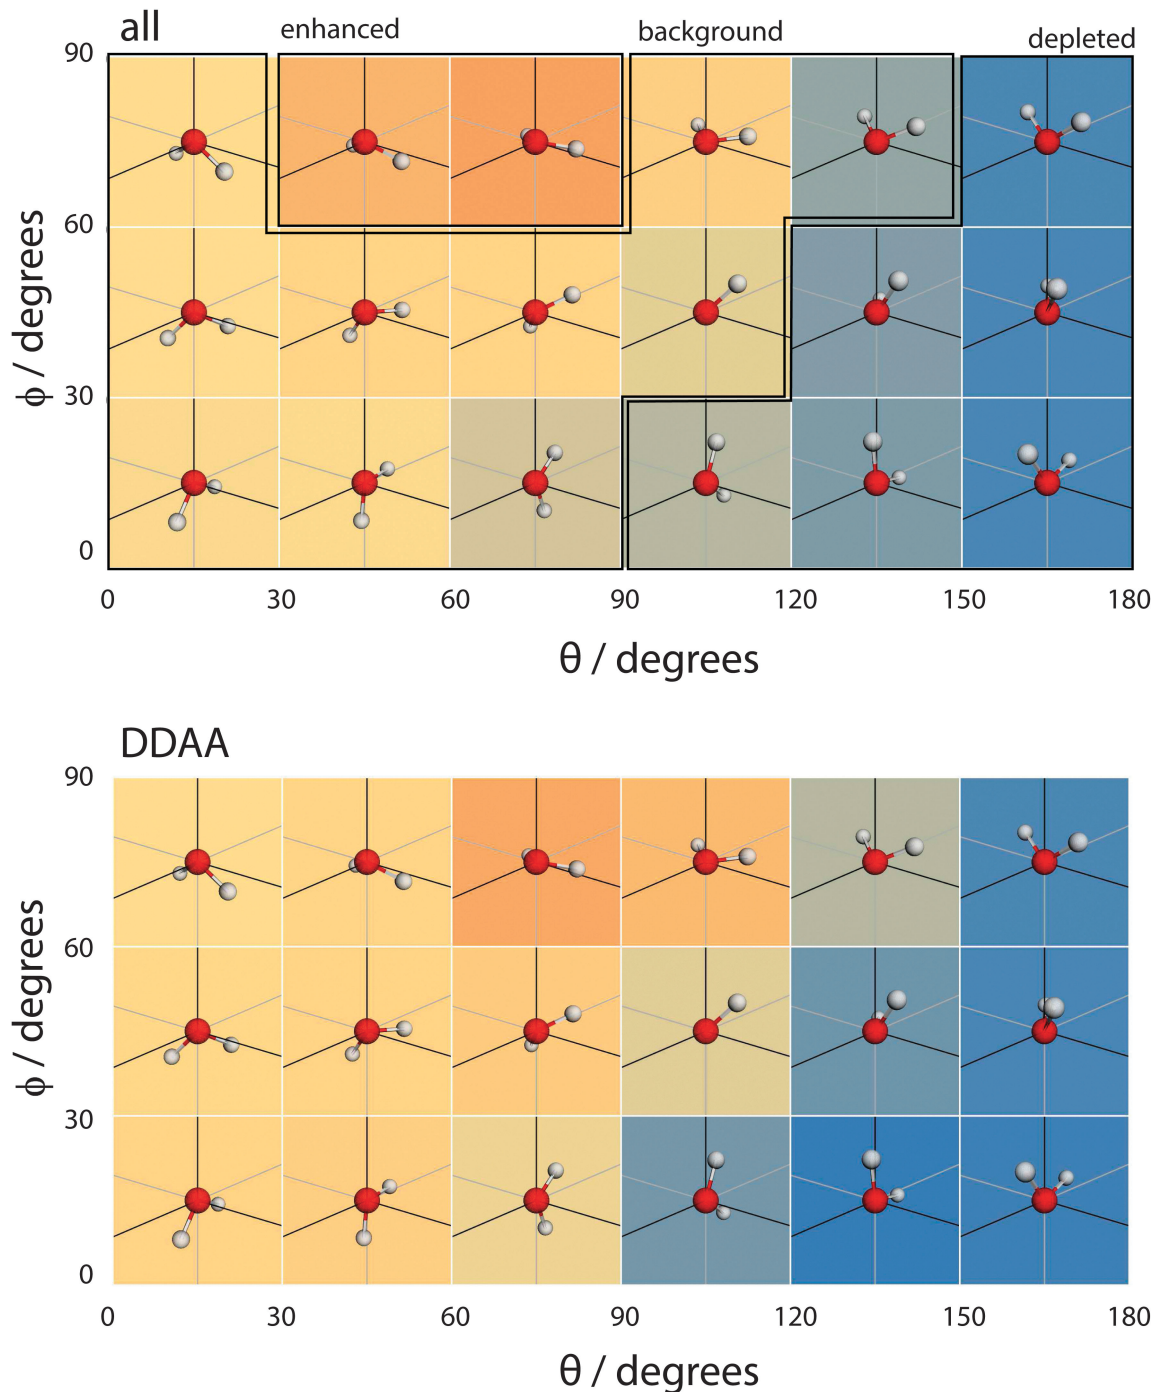 all
enhanced
background
depleted
90
60
30
0
ϕ / degrees
0 30 60 90 120 150 180
θ / degrees
DDAA
90
60
30
0
ϕ / degrees
0 30 60 90 120 150 180
θ / degrees